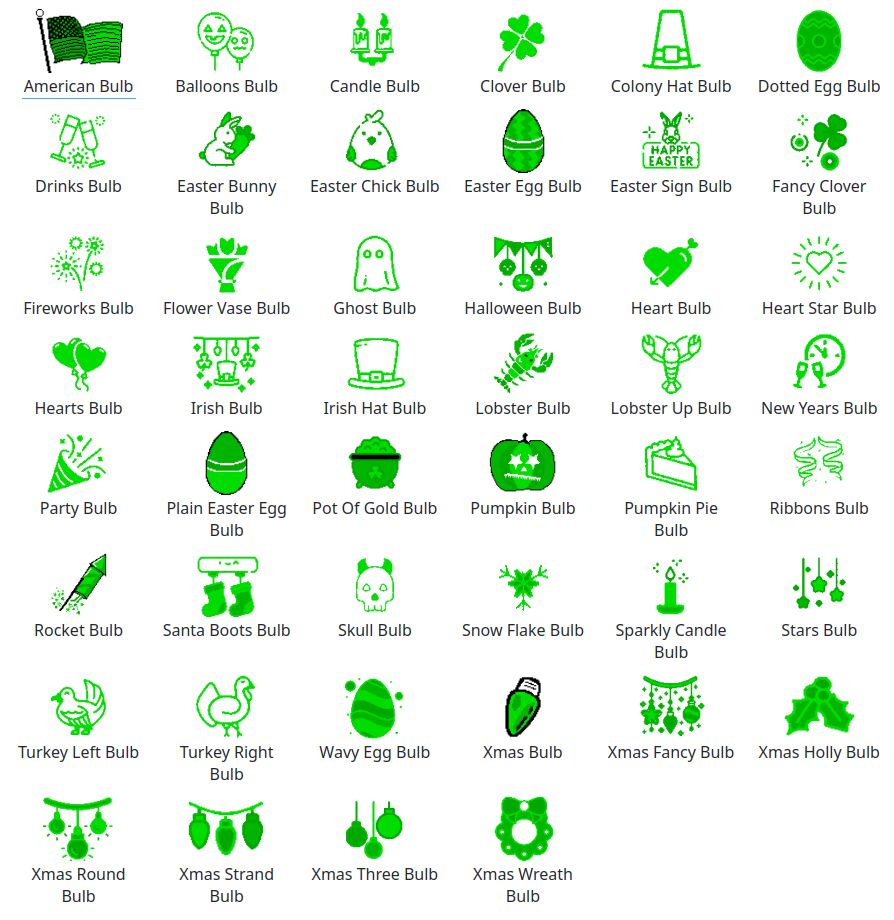 American Bulb
Balloons Bulb
Candle Bulb
Clover Bulb
Colony Hat Bulb
Dotted Egg Bulb
HAPPY
EASTER
Drinks Bulb
Easter Bunny
Bulb
Easter Chick Bulb
Easter Egg Bulb
Easter Sign Bulb
Fancy Clover
Bulb
Fireworks Bulb
Flower Vase Bulb
Ghost Bulb
Halloween Bulb
Heart Bulb
Heart Star Bulb
Hearts Bulb
Irish Bulb
Irish Hat Bulb
Lobster Bulb
Lobster Up Bulb
New Years Bulb
Party Bulb
Plain Easter Egg
Bulb
Pot Of Gold Bulb
Pumpkin Bulb
Pumpkin Pie
Bulb
Ribbons Bulb
Rocket Bulb
Santa Boots Bulb
Skull Bulb
Snow Flake Bulb
Sparkly Candle
Bulb
Stars Bulb
Turkey Left Bulb
Turkey Right
Bulb
Wavy Egg Bulb
Xmas Bulb
Xmas Fancy Bulb
Xmas Holly Bulb
Xmas Round
Bulb
Xmas Strand
Bulb
Xmas Three Bulb
Xmas Wreath
Bulb